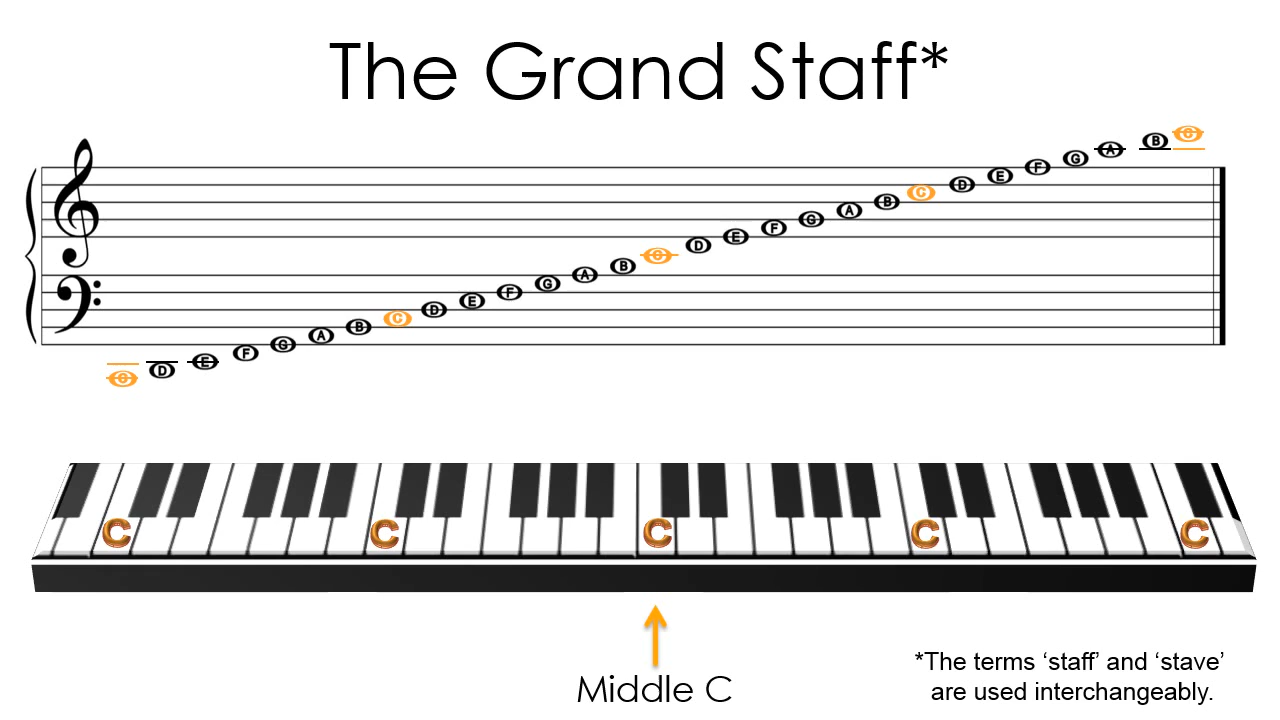 The Grand Staff*
C D E F G A B C D E F G A B C D E F G A B C D E F G A B C
C C C C C
Middle C
*The terms ‘staff’ and ‘stave’
are used interchangeably.